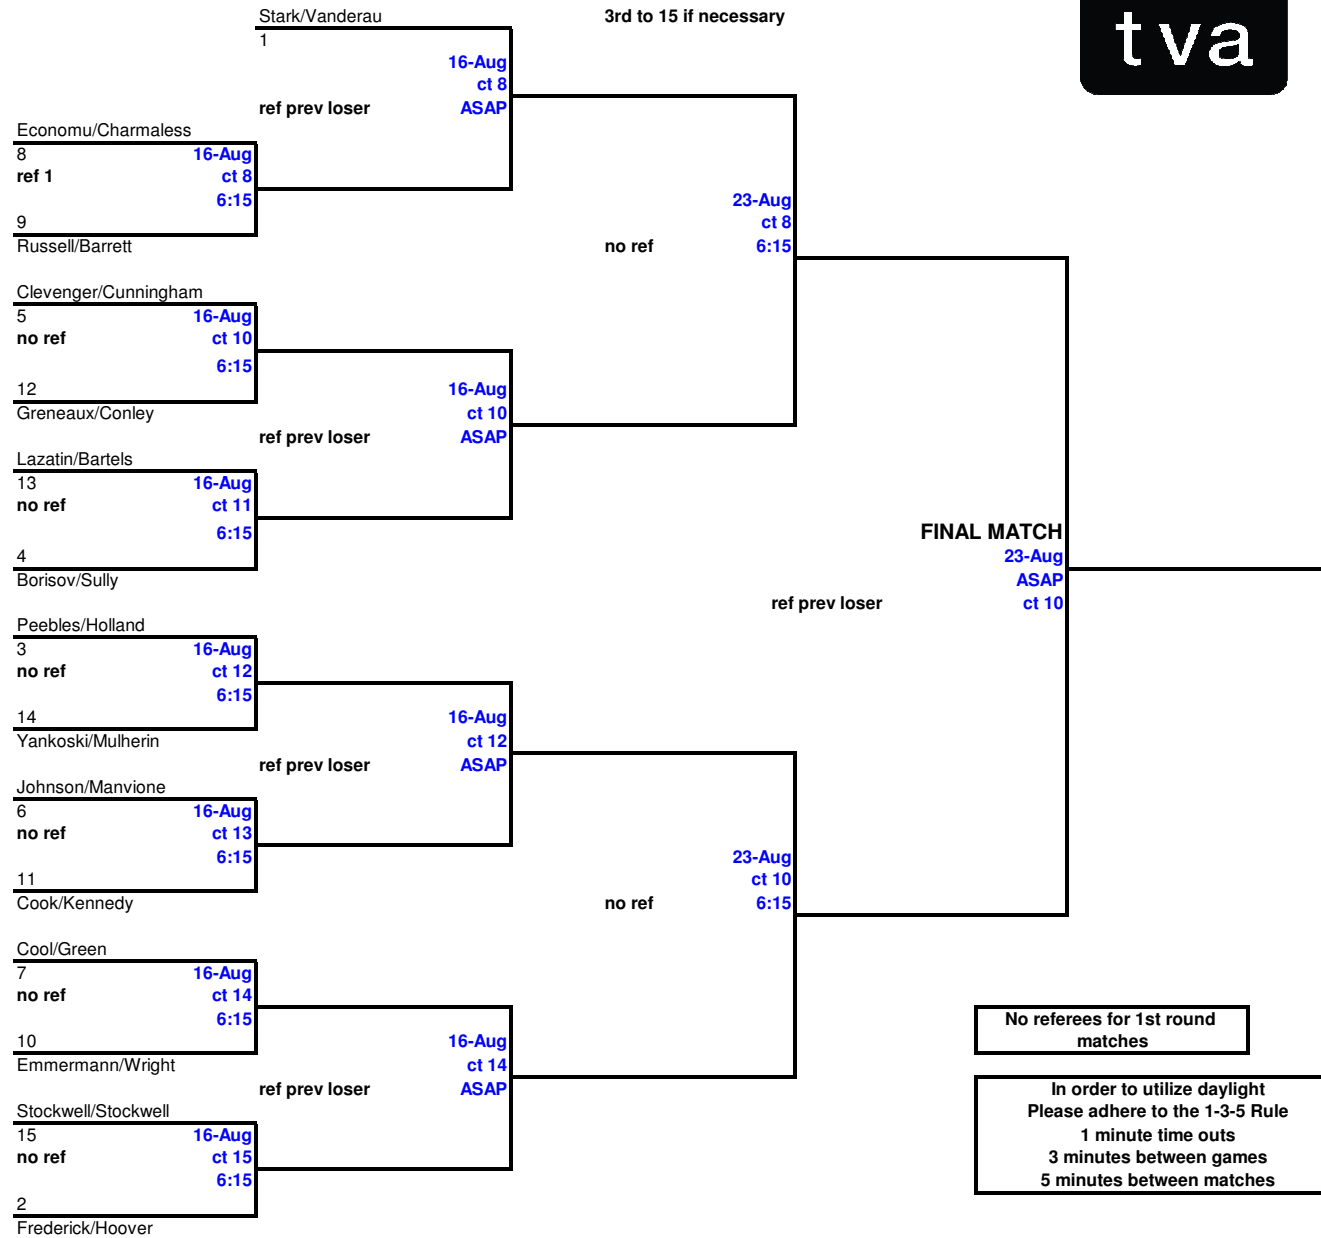 Stark/Vanderau
3rd to 15 if necessary
tva
1
16-Aug
ct 8
ref prev loser
ASAP
Economu/Charmaless
8
16-Aug
ref 1
ct 8
6:15
9
Russell/Barrett
23-Aug
ct 8
no ref
6:15
Clevenger/Cunningham
5
16-Aug
no ref
ct 10
6:15
12
Greneaux/Conley
16-Aug
ct 10
ref prev loser
ASAP
Lazatin/Bartels
13
16-Aug
no ref
ct 11
6:15
4
Borisov/Sully
FINAL MATCH
23-Aug
ASAP
ref prev loser
ct 10
Peebles/Holland
3
16-Aug
no ref
ct 12
6:15
14
Yankoski/Mulherin
16-Aug
ct 12
ref prev loser
ASAP
Johnson/Manvione
6
16-Aug
no ref
ct 13
6:15
11
Cook/Kennedy
23-Aug
ct 10
no ref
6:15
Cool/Green
7
16-Aug
no ref
ct 14
6:15
10
Emmermann/Wright
16-Aug
ct 14
ref prev loser
ASAP
Stockwell/Stockwell
15
16-Aug
no ref
ct 15
6:15
2
Frederick/Hoover
No referees for 1st round
matches
In order to utilize daylight
Please adhere to the 1-3-5 Rule
1 minute time outs
3 minutes between games
5 minutes between matches